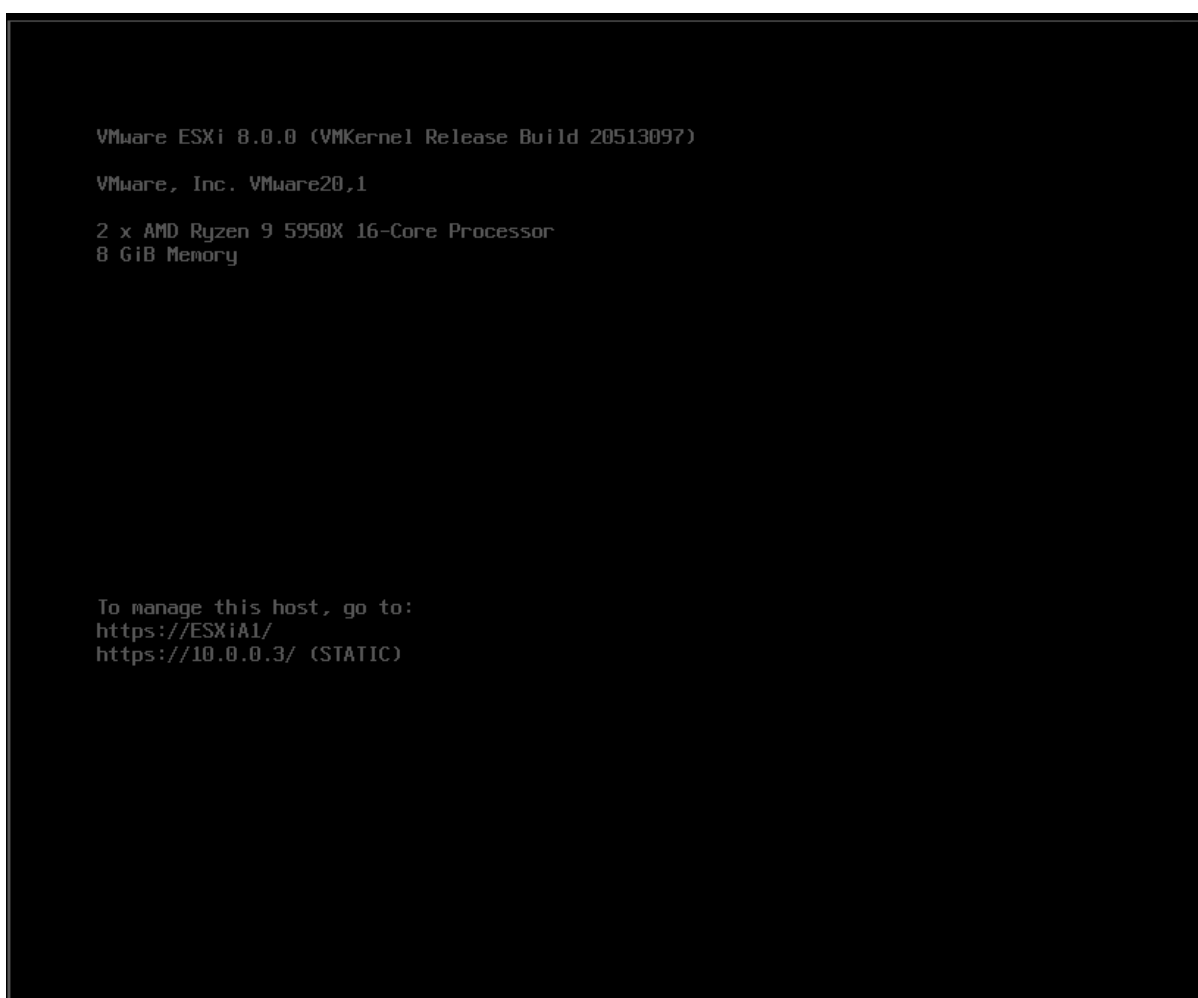 VMware ESXi 8.0.0 (VMKernel Release Build 20513097)
VMware, Inc. VMware20,1
2 x AMD Ryzen 9 5950X 16-Core Processor
8 GiB Memory
To manage this host, go to:
https://ESXiA1/
https://10.0.0.3/ (STATIC)